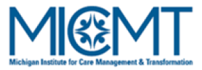 MICMT
Michigan Institute for Care Management & Transformation